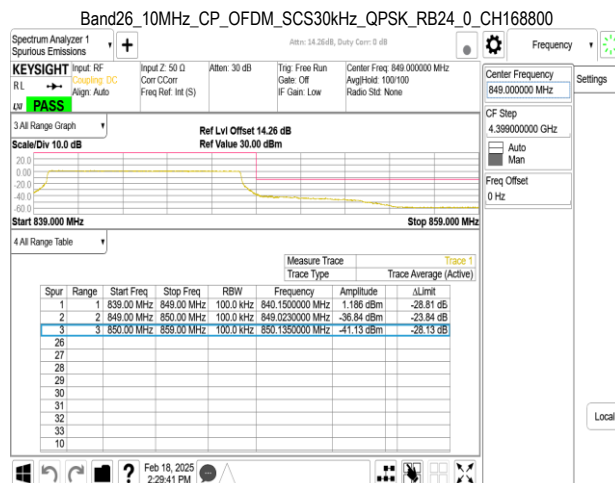 Band26_10MHz_CP_OFDM_SCS30kHz_QPSK_RB24_0_CH168800
Spectrum Analyzer 1
Spurious Emissions
Attn: 14.26dB, Duty Corr: 0 dB
Frequency
KEYSIGHT Input: RF Input Z: 50 Ω Atten: 30 dB Trig: Free Run Center Freq: 849.000000 MHz
RL Coupling: DC Corr CCorr Gate: Off Avg|Hold: 100/100
Align: Auto Freq Ref: Int (S) IF Gain: Low Radio Std: None
PASS
Center Frequency
849.000000 MHz
Settings
CF Step
4.399000000 GHz
Auto
Man
Freq Offset
0 Hz
3 All Range Graph
Ref Lvl Offset 14.26 dB
Scale/Div 10.0 dB Ref Value 30.00 dBm
20.0
0.00
-20.0
-40.0
-60.0
Start 839.000 MHz Stop 859.000 MHz
4 All Range Table
Measure Trace Trace 1
Trace Type Trace Average (Active)
Spur Range Start Freq Stop Freq RBW Frequency Amplitude ΔLimit
1 1 839.00 MHz 849.00 MHz 100.0 kHz 840.1500000 MHz 1.186 dBm -28.81 dB
2 2 849.00 MHz 850.00 MHz 100.0 kHz 849.0230000 MHz -36.84 dBm -23.84 dB
3 3 850.00 MHz 859.00 MHz 100.0 kHz 850.1350000 MHz -41.13 dBm -28.13 dB
26
27
28
29
30
31
32
33
10
Local
Feb 18, 2025
2:29:41 PM